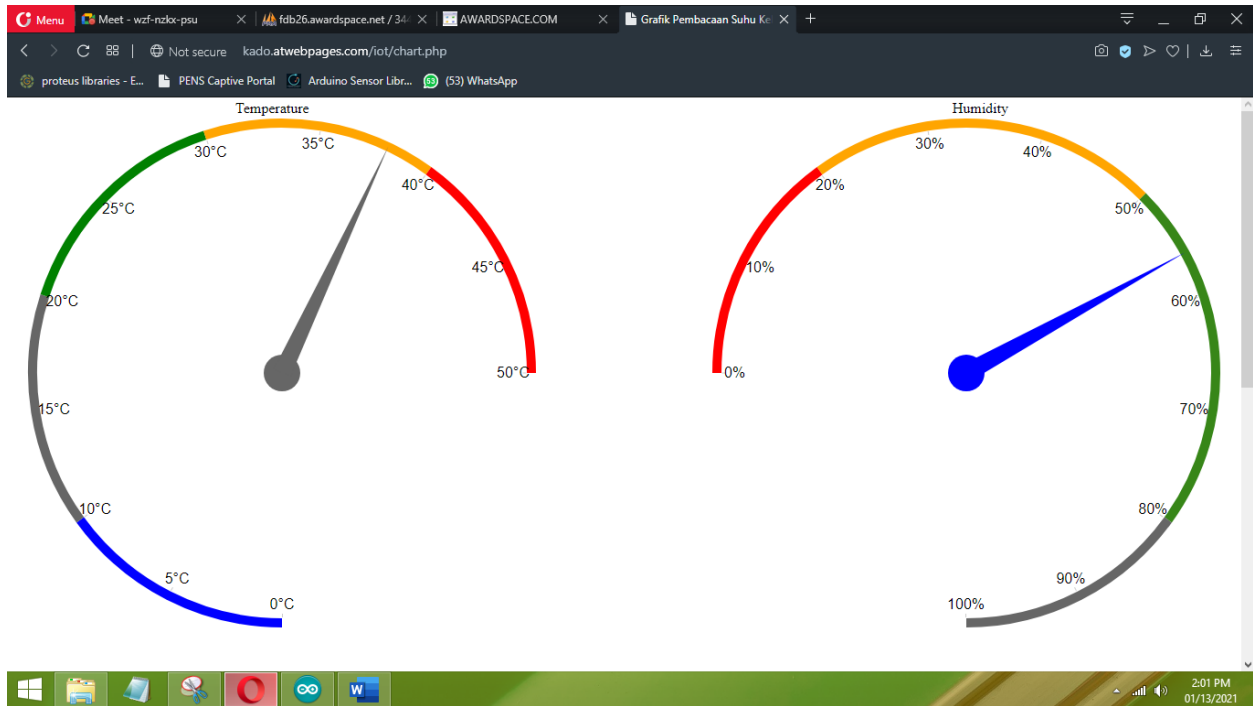 Menu
Meet - wzf-nzkx-psu
fdb26.awardspace.net / 344
AWARDSPACE.COM
Grafik Pembacaan Suhu Ke
Not secure kado.atwebpages.com/iot/chart.php
proteus libraries - E...
PENS Captive Portal
Arduino Sensor Libr...
(53) WhatsApp
Temperature
35°C
30°C
40°C
25°C
45°C
20°C
50°C
15°C
10°C
5°C
0°C
Humidity
30%
40%
20%
50%
10%
60%
0%
70%
80%
90%
100%
2:01 PM
01/13/2021